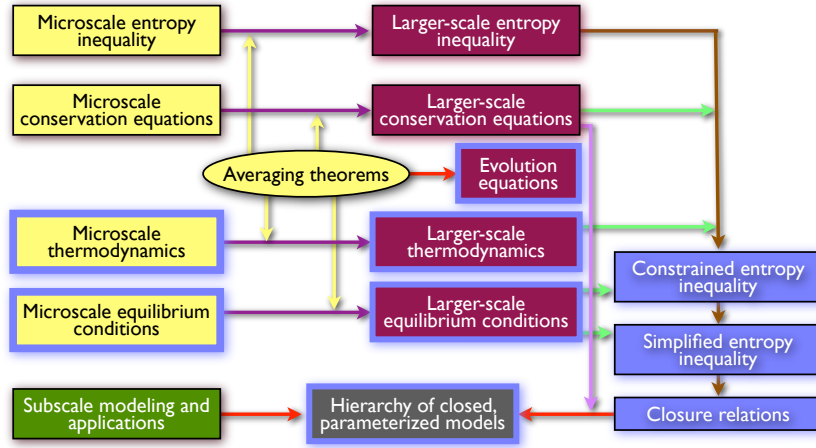 Microscale entropy
inequality
Larger-scale entropy
inequality
Microscale
conservation equations
Larger-scale
conservation equations
Averaging theorems
Evolution
equations
Microscale
thermodynamics
Larger-scale
thermodynamics
Constrained entropy
inequality
Microscale equilibrium
conditions
Larger-scale
equilibrium conditions
Simplified entropy
inequality
Subscale modeling and
applications
Hierarchy of closed,
parameterized models
Closure relations